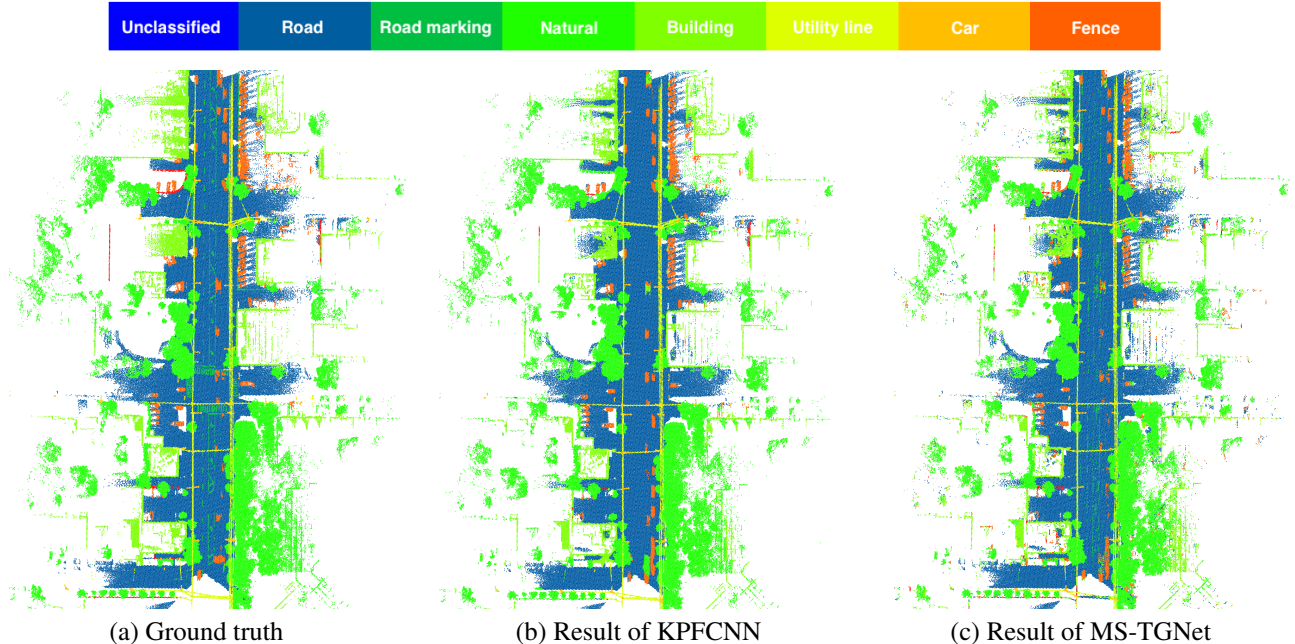 Unclassified Road Road marking Natural Building Utility line Car Fence
(a) Ground truth (b) Result of KPFCNN (c) Result of MS-TGNet